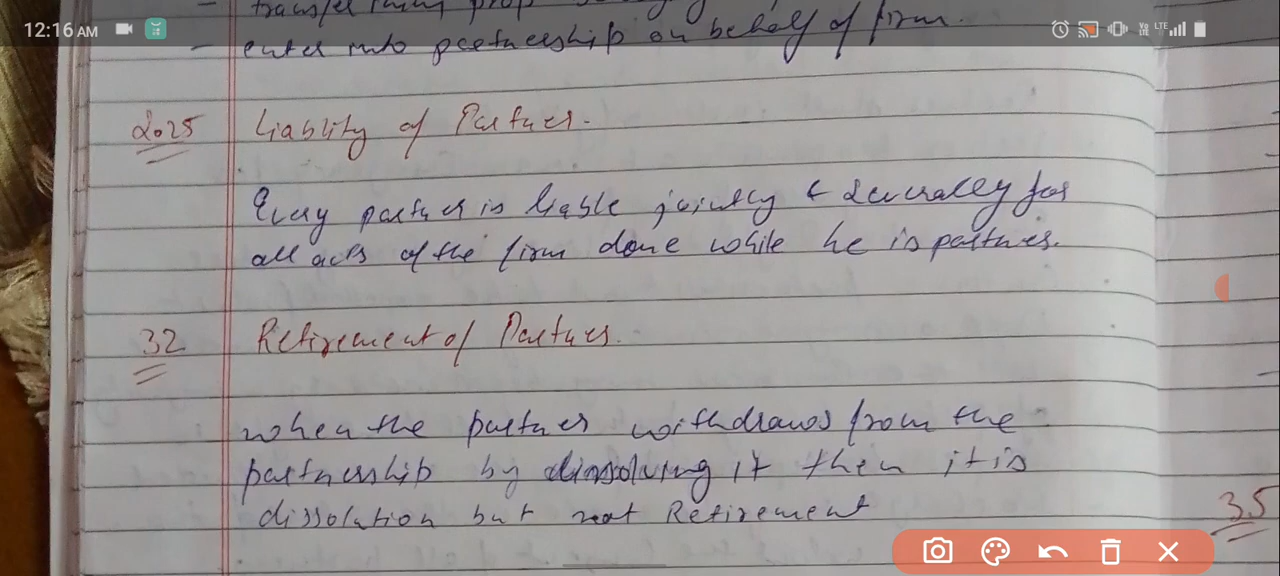 12:16 AM
transfer
- enter into partnership on behalf of firm.
2025 Liablity of Partner.
Every partner is liable jointly & severally for
all acts of the firm done while he is partner.
32 Retirement of Partner.
when the partner withdraws from the
partnership by dissolving it then it is
dissolution but not Retirement
35